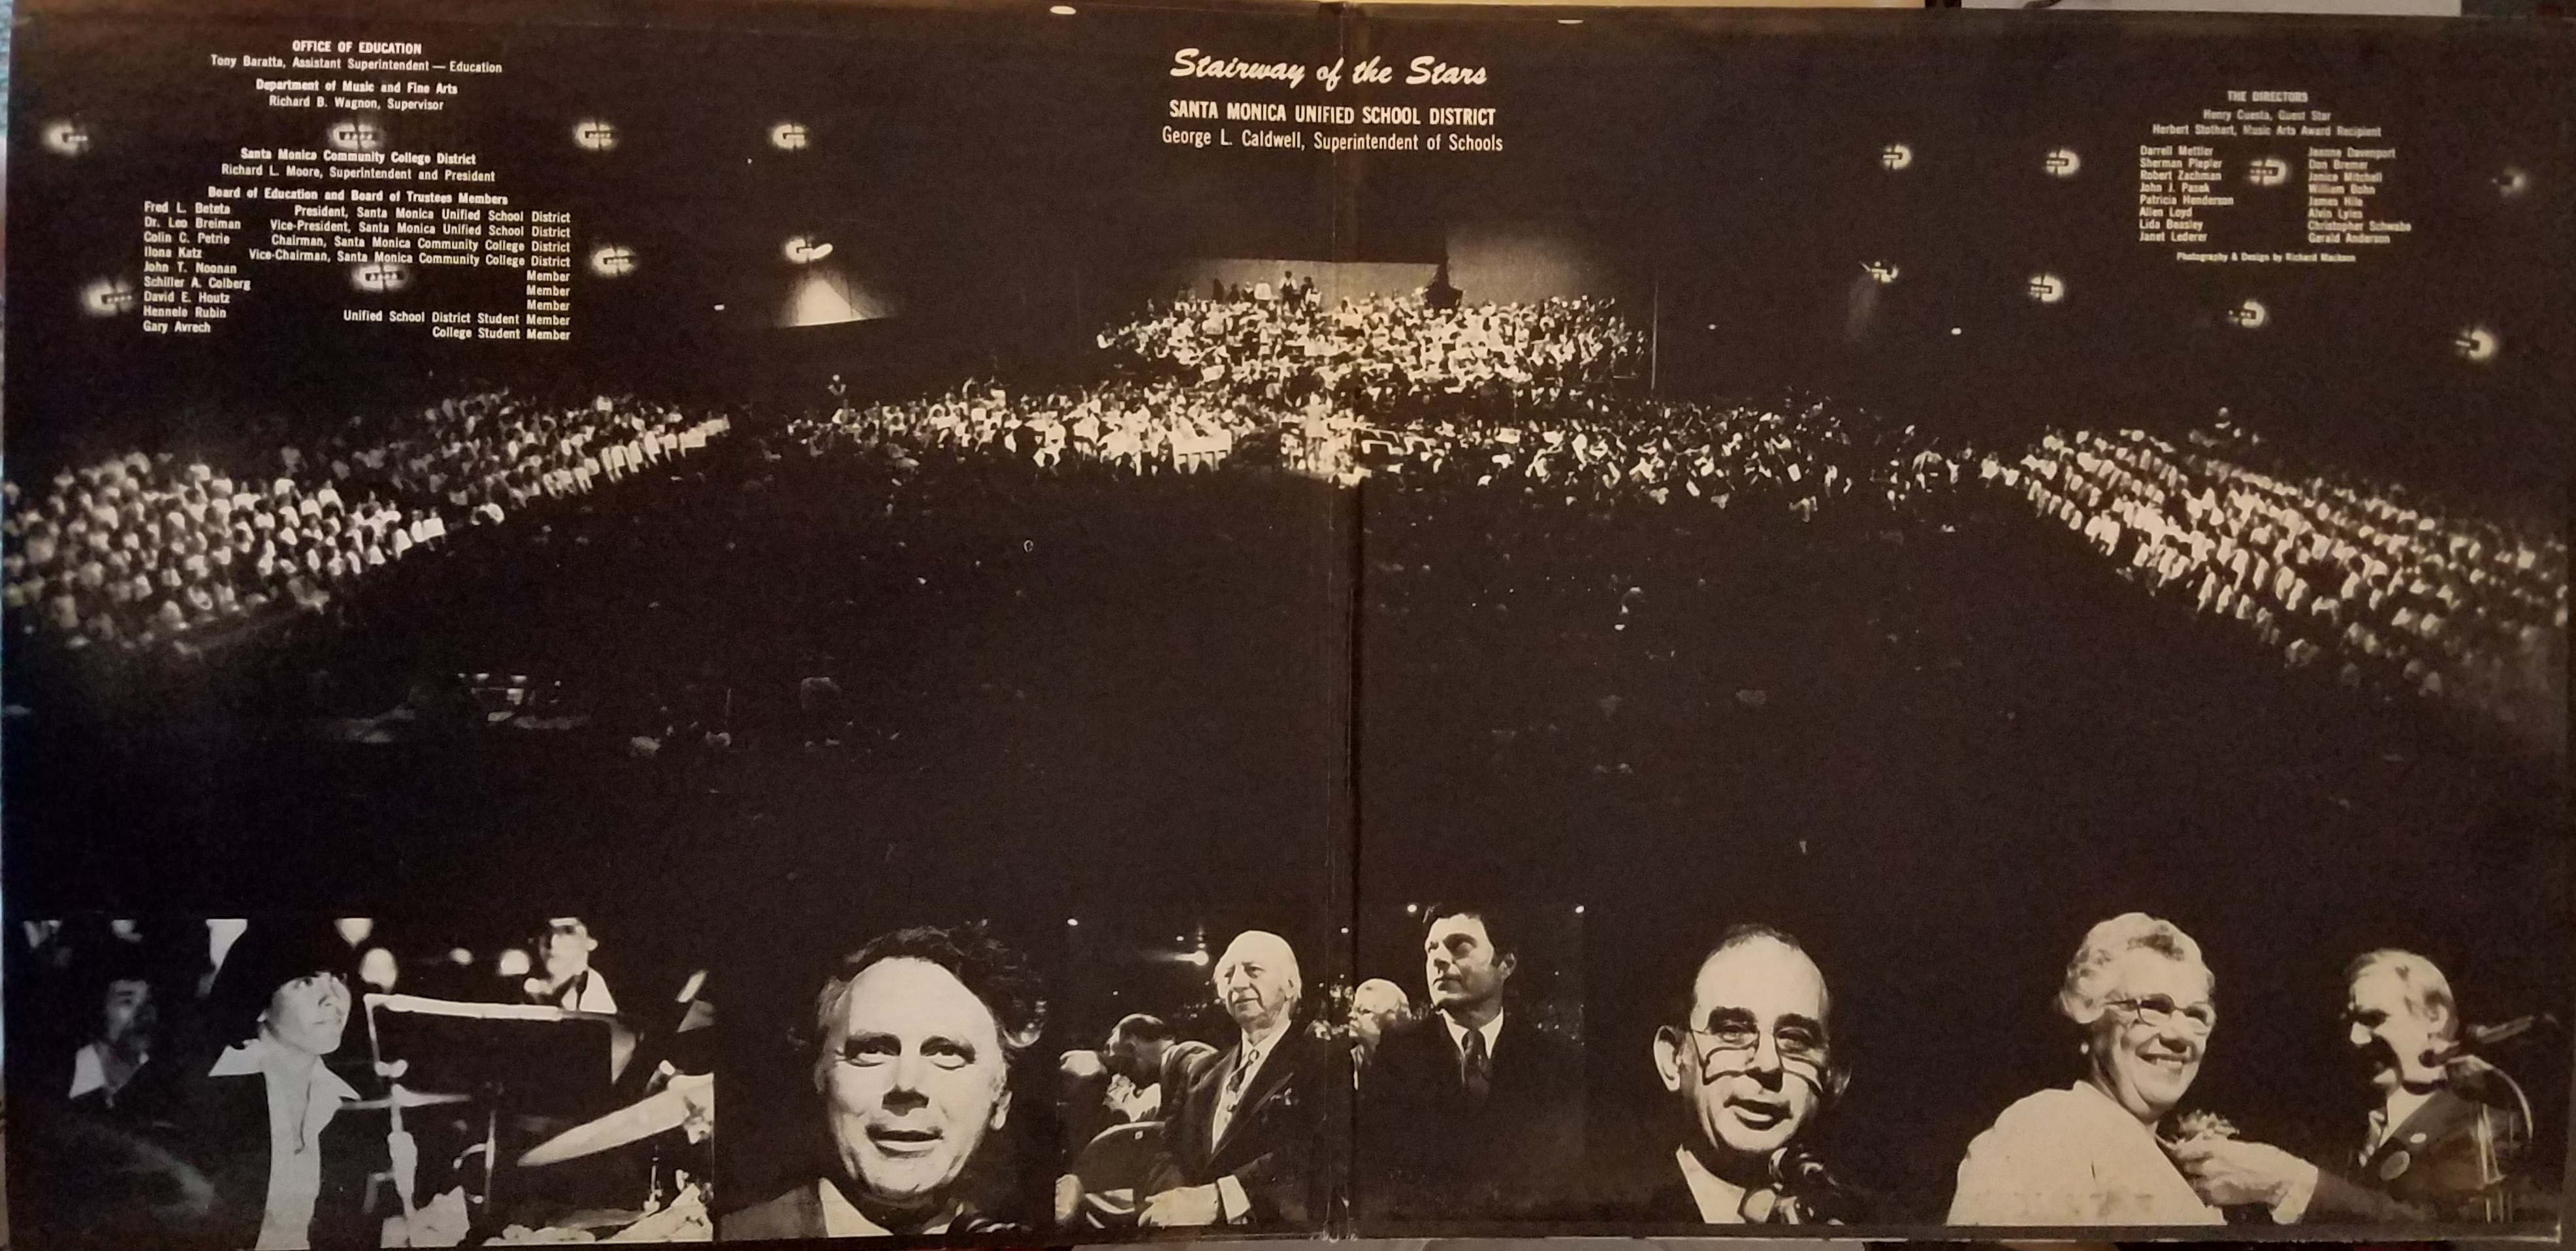 OFFICE OF EDUCATION
Tony Baratta, Assistant Superintendent — Education
Department of Music and Fine Arts
Richard B. Wagnon, Supervisor
Santa Monica Community College District
Richard L. Moore, Superintendent and President
Board of Education and Board of Trustees Members
Fred L. Beteta President, Santa Monica Unified School District
Dr. Leo Breiman Vice-President, Santa Monica Unified School District
Colin C. Petrie Chairman, Santa Monica Community College District
Ilona Katz Vice-Chairman, Santa Monica Community College District
John T. Noonan Member
Schiller A. Colberg Member
David E. Houtz Member
Hennele Rubin Unified School District Student Member
Gary Avrech College Student Member
Stairway of the Stars
SANTA MONICA UNIFIED SCHOOL DISTRICT
George L. Caldwell, Superintendent of Schools
THE DIRECTORS
Henry Cuesta, Guest Star
Herbert Stothart, Music Arts Award Recipient
Darrell Mettler Jeanne Davenport
Sherman Plepler Don Bremer
Robert Zachman Janice Mitchell
John J. Pasek William Bohn
Patricia Henderson James Hile
Allen Loyd Alvin Lyles
Lida Beasley Christopher Schwabe
Janet Lederer Gerald Anderson
Photography & Design by Richard